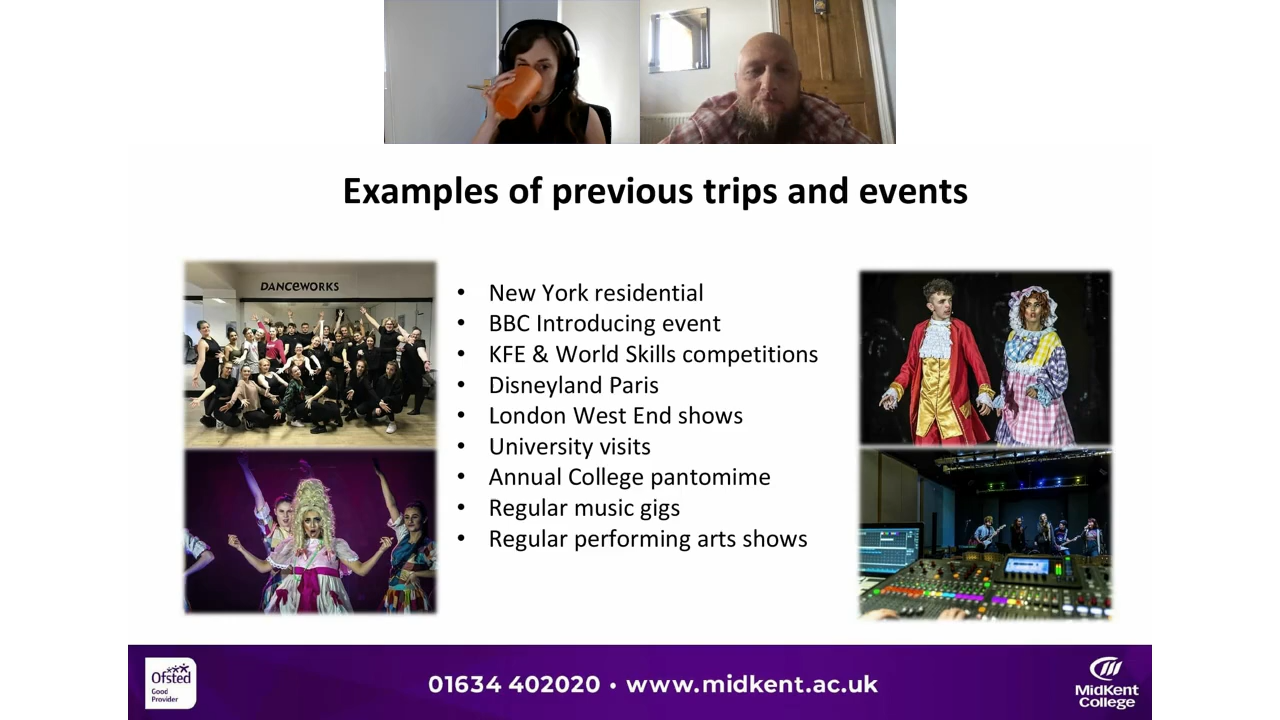 Examples of previous trips and events
DANCEWORKS
• New York residential
• BBC Introducing event
• KFE & World Skills competitions
• Disneyland Paris
• London West End shows
• University visits
• Annual College pantomime
• Regular music gigs
• Regular performing arts shows
Ofsted
Good
Provider
01634 402020 • www.midkent.ac.uk
MidKent
College